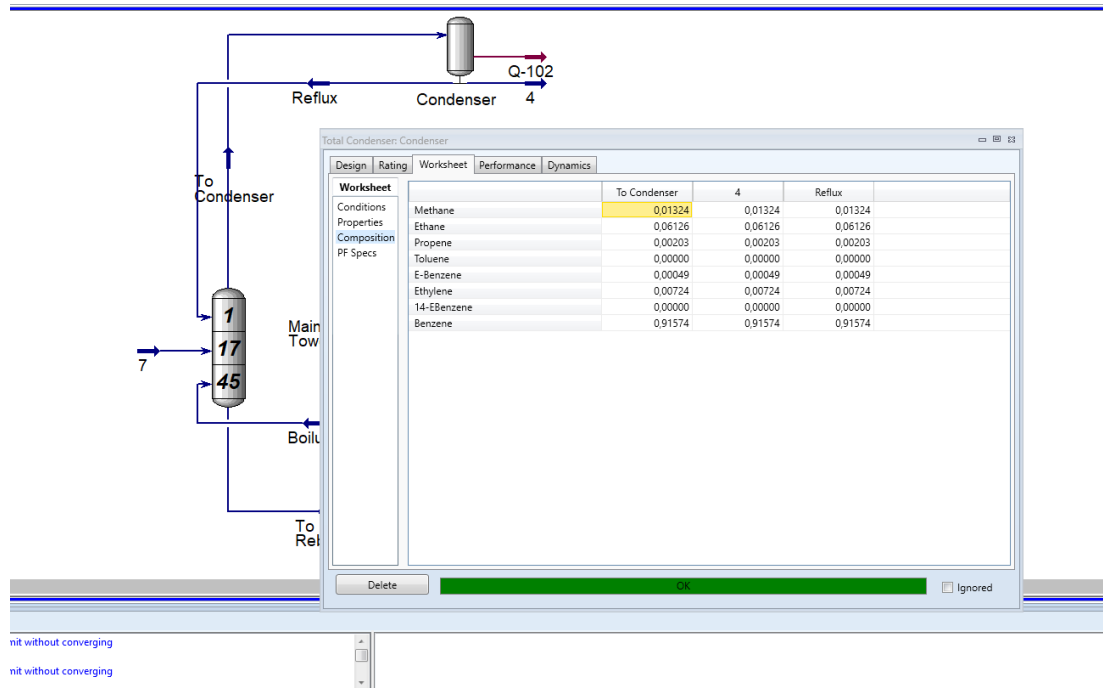 Q-102
Reflux
Condenser
4
Total Condenser: Condenser
Design Rating Worksheet Performance Dynamics
To
Condenser
Worksheet
Conditions
Properties
Composition
PF Specs
To Condenser 4 Reflux
Methane 0,01324 0,01324 0,01324
Ethane 0,06126 0,06126 0,06126
Propene 0,00203 0,00203 0,00203
Toluene 0,00000 0,00000 0,00000
E-Benzene 0,00049 0,00049 0,00049
Ethylene 0,00724 0,00724 0,00724
14-EBenzene 0,00000 0,00000 0,00000
Benzene 0,91574 0,91574 0,91574
1
17
45
Main
Tow
7
Boilu
To
Reb
Delete
OK
Ignored
mit without converging
mit without converging